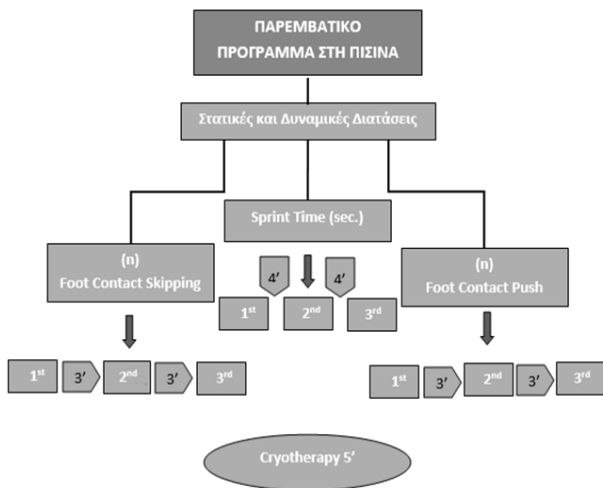 ΠΑΡΕΜΒΑΤΙΚΟ
ΠΡΟΓΡΑΜΜΑ ΣΤΗ ΠΙΣΙΝΑ
Στατικές και Δυναμικές Διατάσεις
Sprint Time (sec.)
(n)
Foot Contact Skipping
(n)
Foot Contact Push
4′ 4′
1st 2nd 3rd
1st 3′ 2nd 3′ 3rd
1st 3′ 2nd 3′ 3rd
Cryotherapy 5′